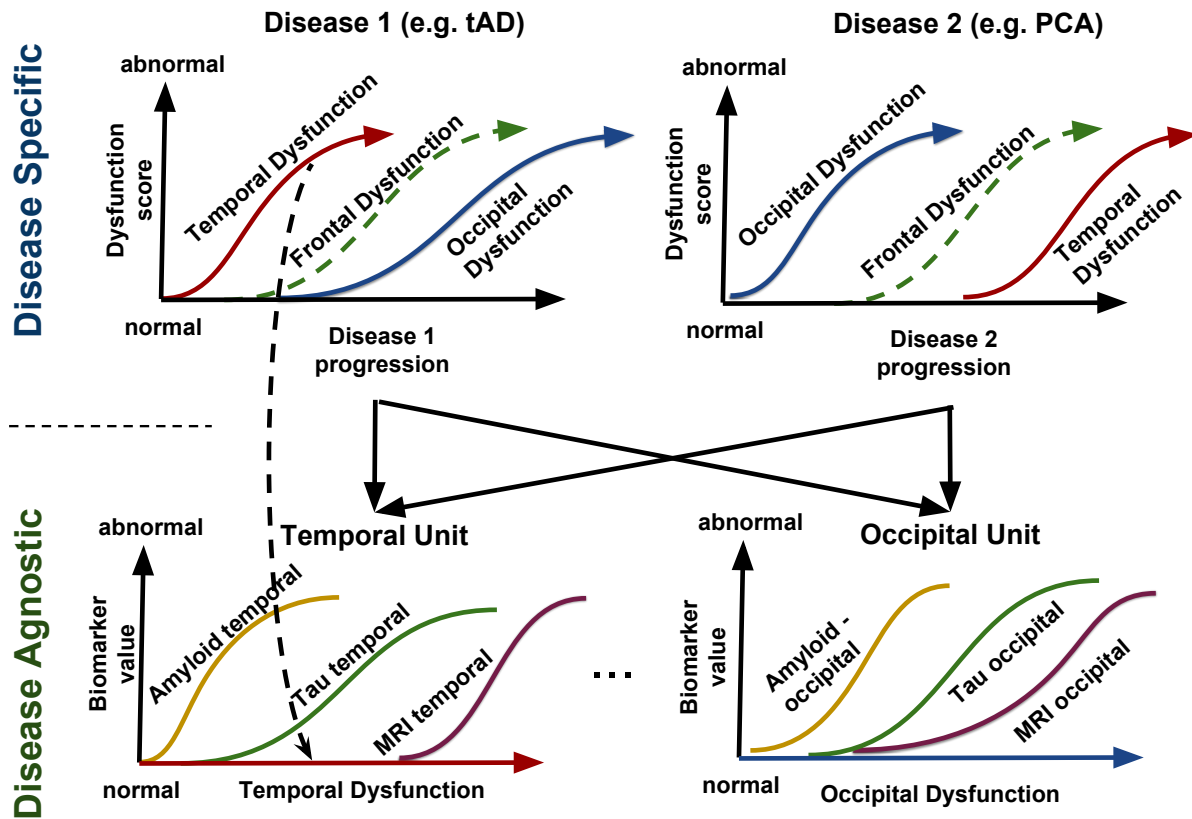 Disease Specific
Disease 1 (e.g. tAD)
abnormal
Dysfunction
score
Temporal Dysfunction
Frontal Dysfunction
Occipital
Dysfunction
normal
Disease 1
progression
Disease 2 (e.g. PCA)
abnormal
Dysfunction
score
Occipital Dysfunction
Frontal Dysfunction
Temporal
Dysfunction
normal
Disease 2
progression
Disease Agnostic
Temporal Unit
abnormal
Biomarker
value
Amyloid temporal
Tau temporal
MRI temporal
normal
Temporal Dysfunction
...
Occipital Unit
abnormal
Biomarker
value
Amyloid -
occipital
Tau occipital
MRI occipital
normal
Occipital Dysfunction